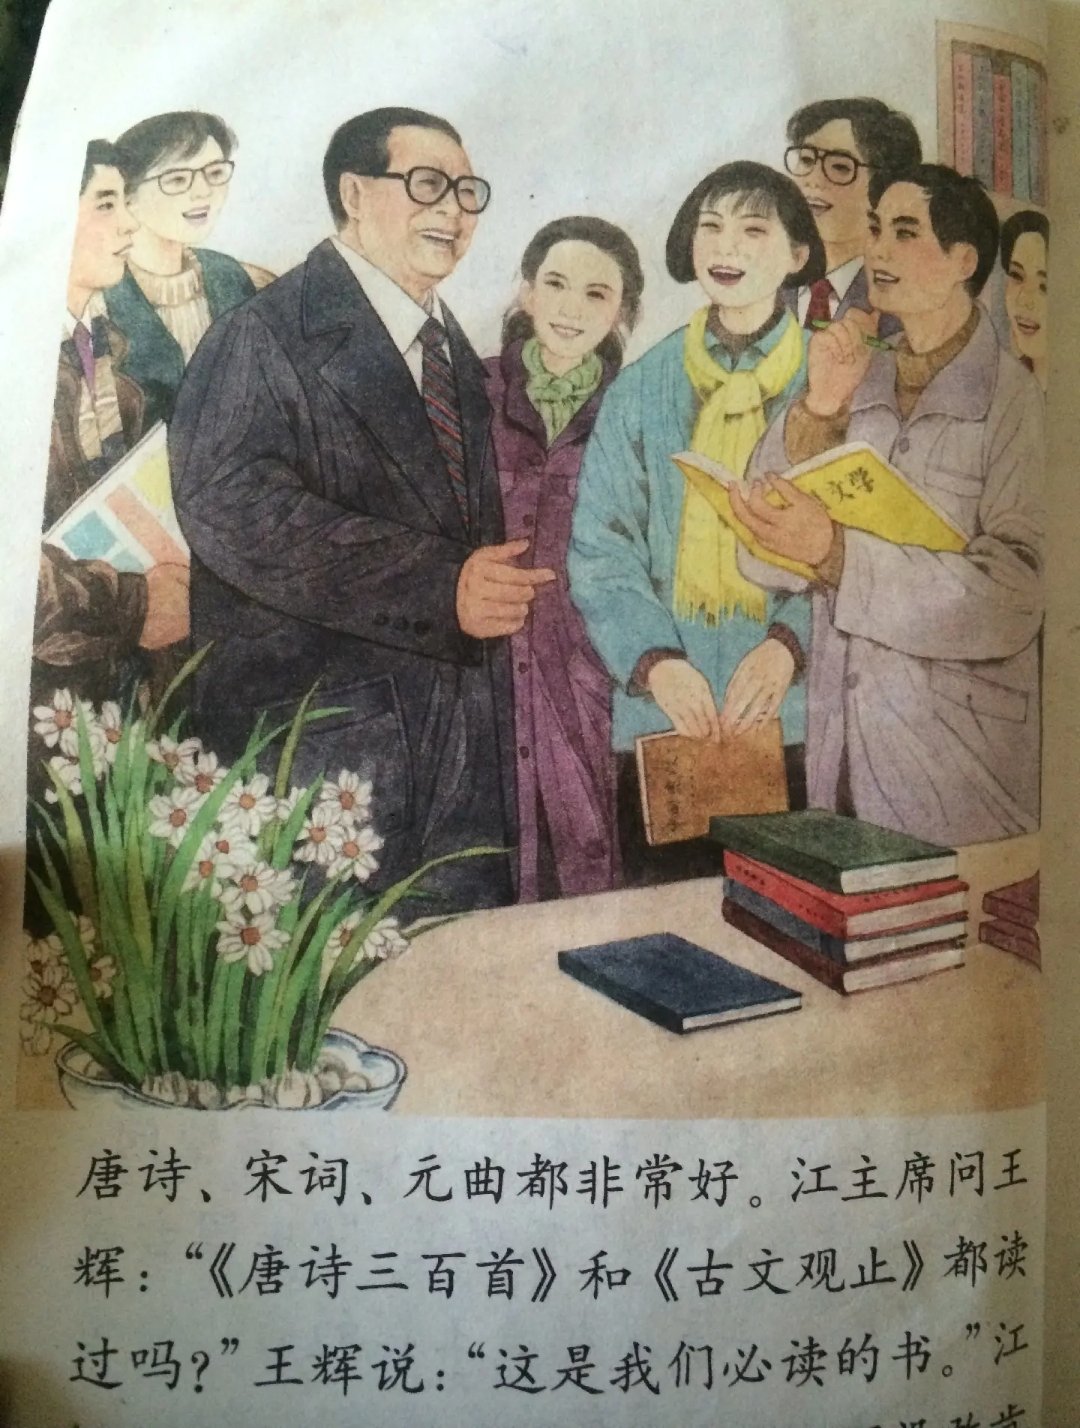 文学
唐诗、宋词、元曲都非常好。江主席问王
辉：“《唐诗三百首》和《古文观止》都读
过吗？”王辉说：“这是我们必读的书。”江